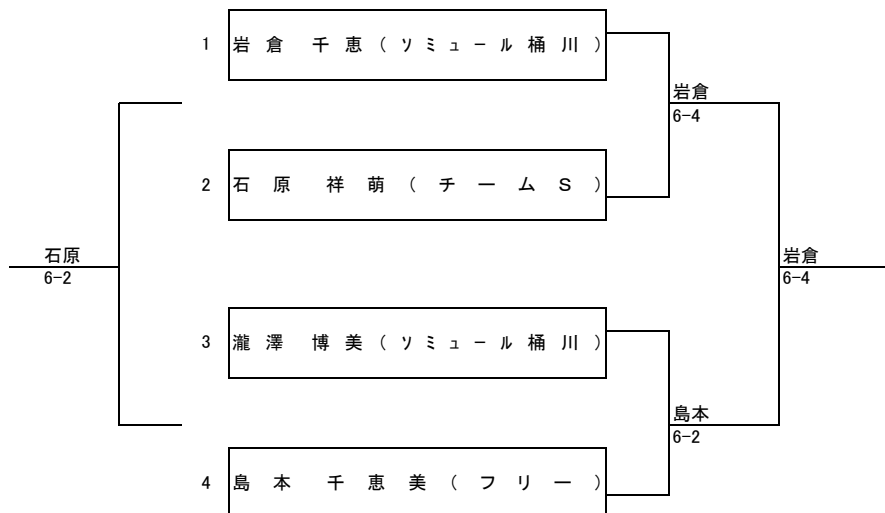 1 岩倉 千恵(ソミュール桶川)
岩倉
6-4
2 石原 祥萌(チームS)
石原
6-2
岩倉
6-4
3 瀧澤 博美(ソミュール桶川)
島本
6-2
4 島本 千恵美(フリー)